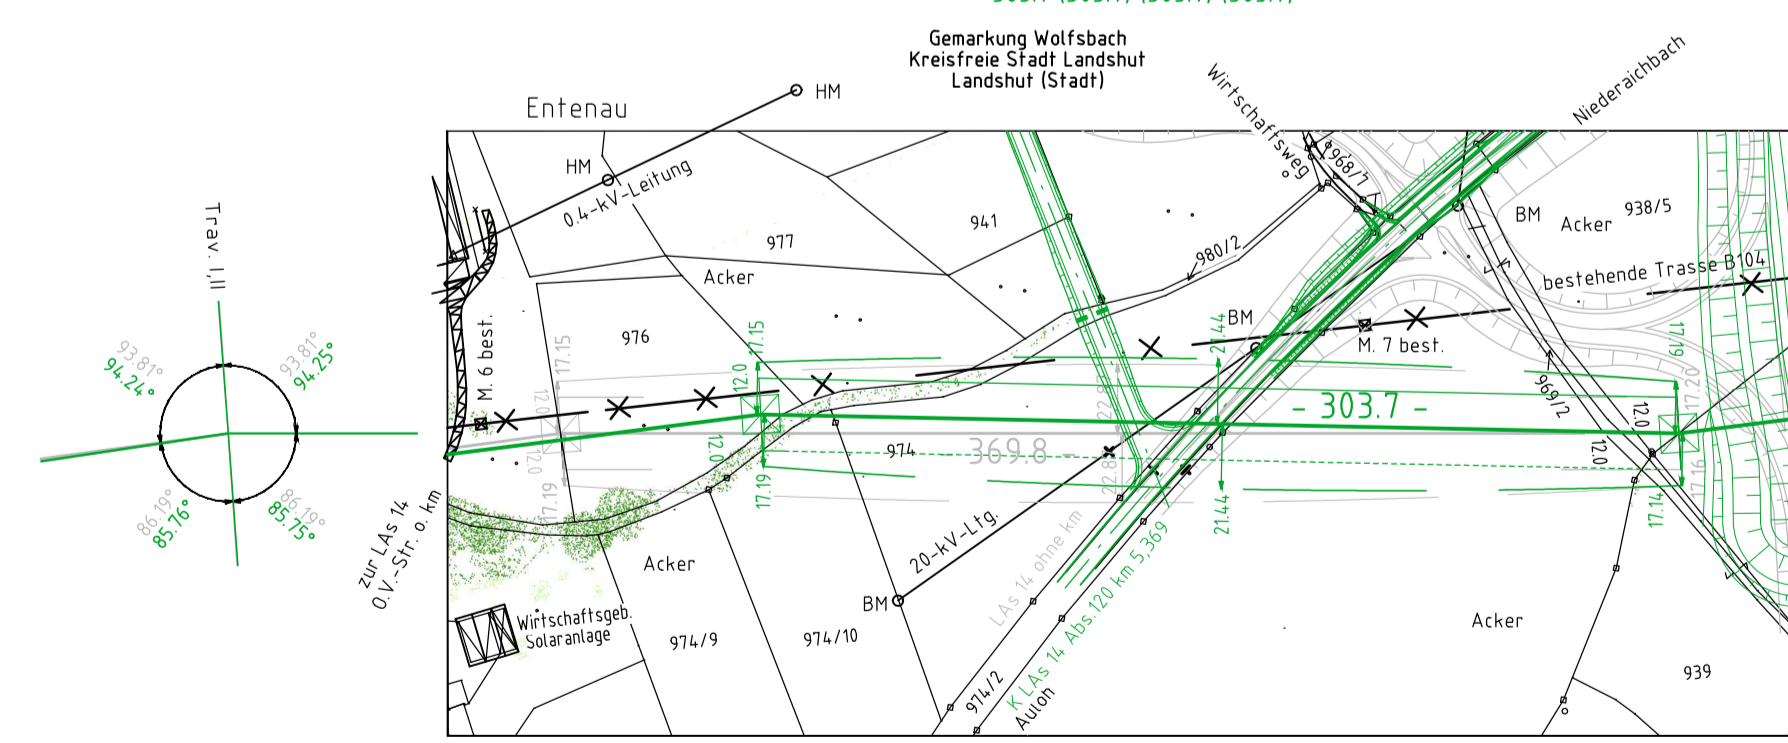 Gemarkung Wolfsbach
Kreisfreie Stadt Landshut
Landshut (Stadt)
Entenau
HM
HM
0.4-kV-Leitung
Wirtschaftsweg
Niederaichbach
968/7
BM
Acker
938/5
bestehende Trasse B104
941
977
980/2
Acker
976
Trav. I,II
93.81°
94.24°
93.81°
94.25°
86.19°
85.76°
86.19°
85.75°
M. 6 best.
17.15
12.0
12.0
17.19
17.15
12.0
12.0
17.19
BM
21.44
M. 7 best.
- 303.7 -
369.8 -
974
21.44
969/2
17.19
17.20
12.0
12.0
17.16
17.14
zur LAs 14
O.V.-Str. o. km
20-kV-Ltg.
LAs 14 ohne km
K LAs 14 Abs.120 km 5,369
Auloh
974/2
BM
Acker
974/9
974/10
Wirtschaftsgeb.
Solaranlage
Acker
939